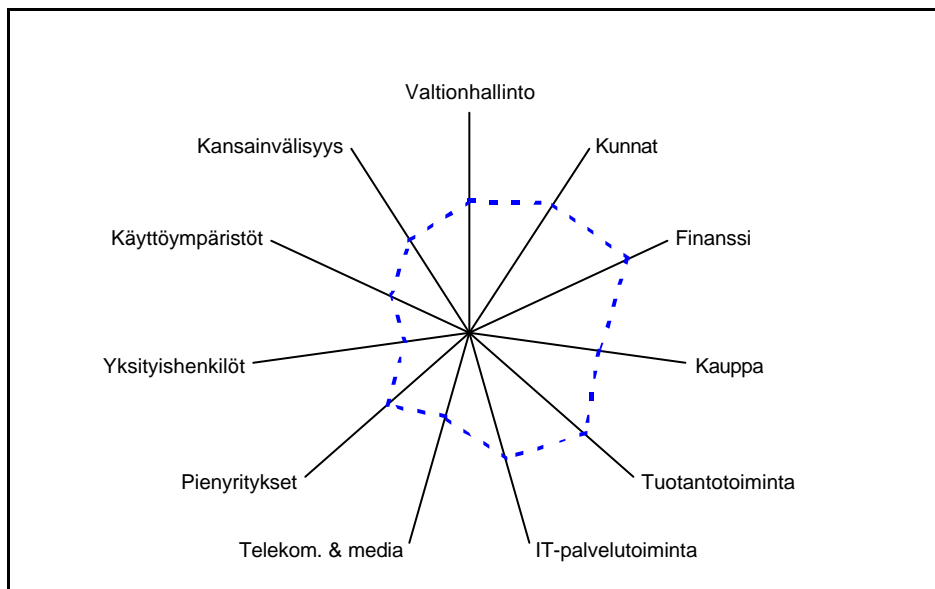 Valtionhallinto
Kansainvälisyys
Kunnat
Käyttöympäristöt
Finanssi
Yksityishenkilöt
Kauppa
Pienyritykset
Tuotantotoiminta
Telekom. & media
IT-palvelutoiminta